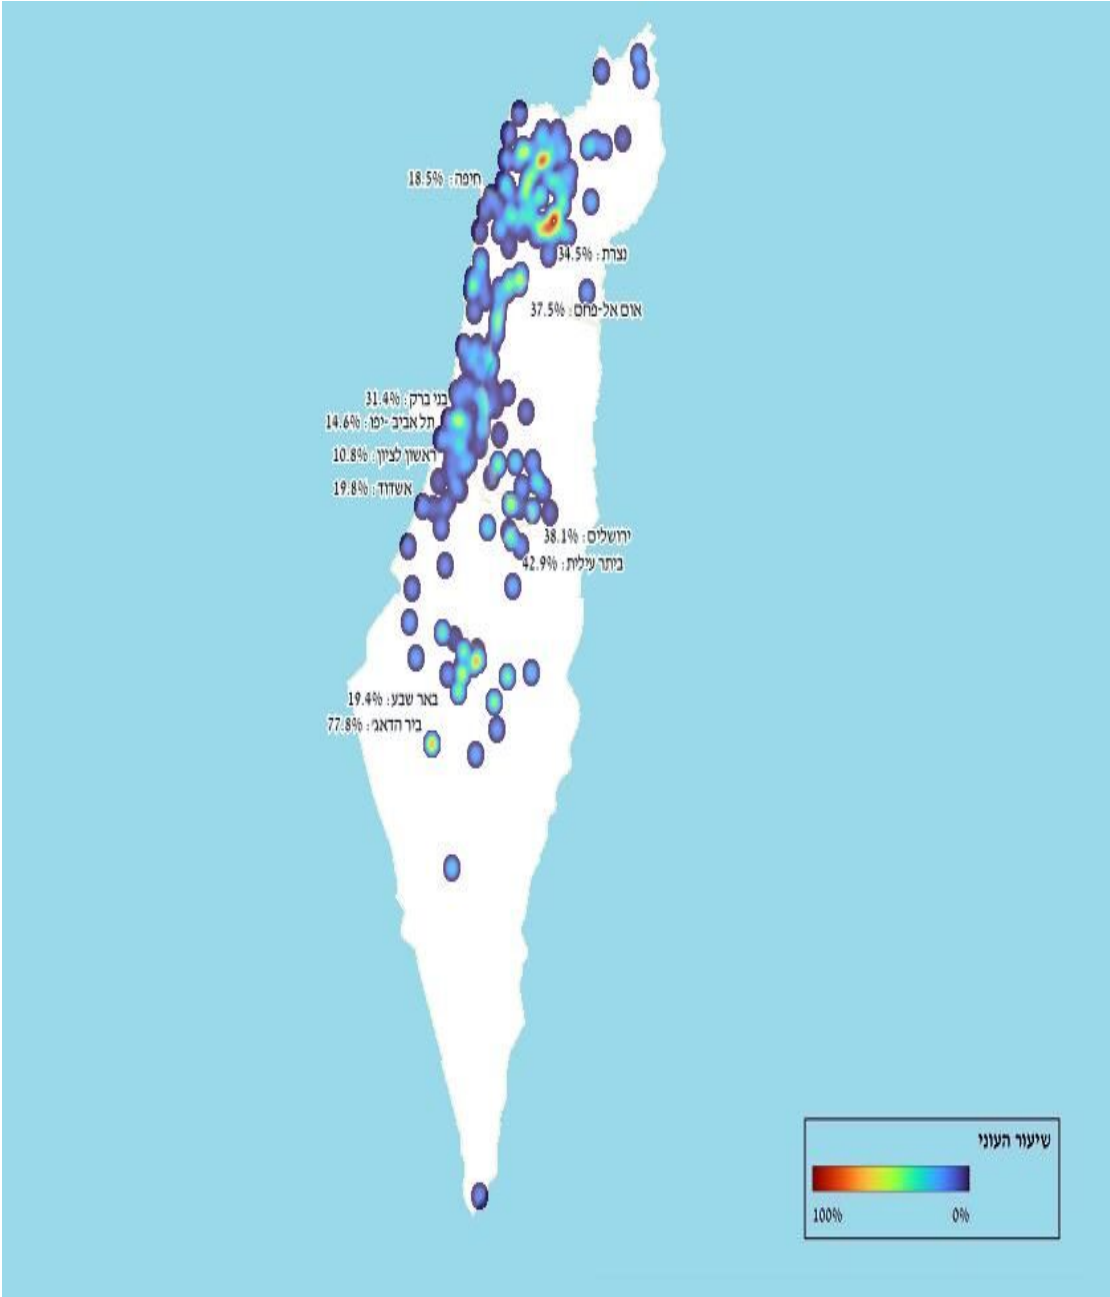 חיפה: 18.5%
נצרת: 34.5%
אום אל-פחם: 37.5%
בני ברק: 31.4%
תל אביב -יפו: 14.6%
ראשון לציון: 10.8%
אשדוד: 19.8%
ירושלים: 38.1%
ביתר עילית: 42.9%
באר שבע: 19.4%
ביר הדאג': 77.8%
שיעור העוני
100% 0%